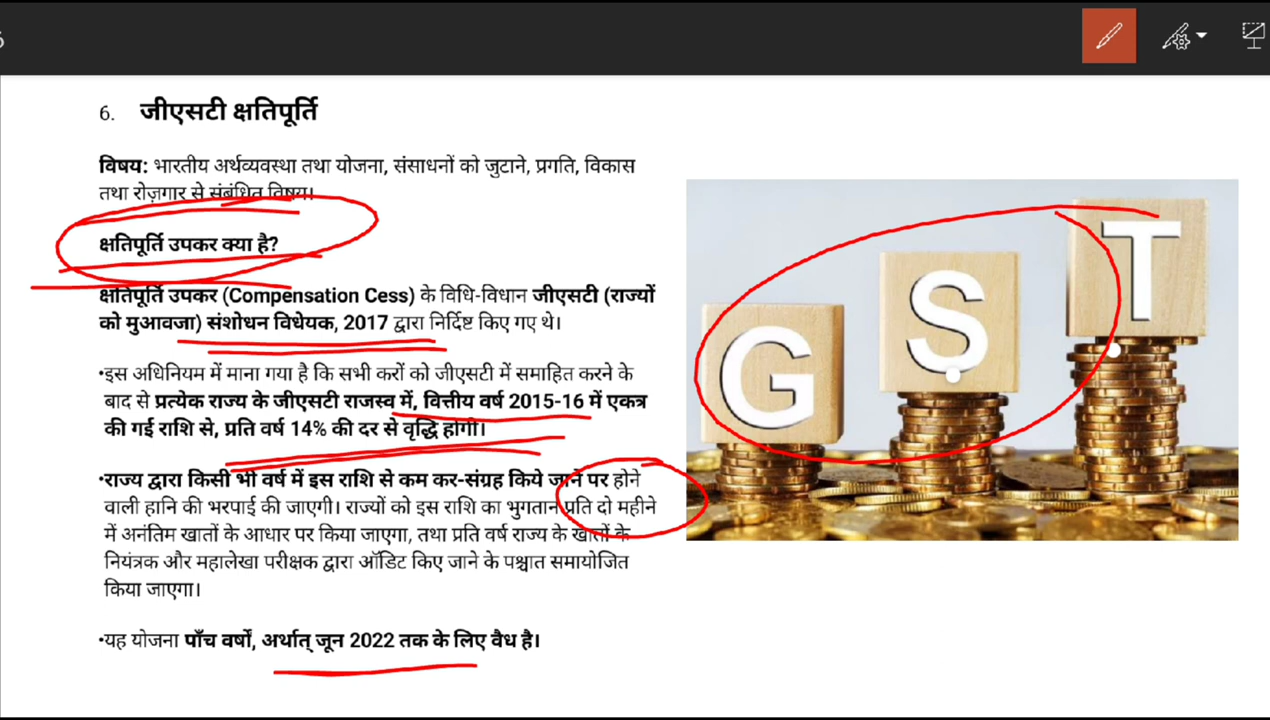 6. जीएसटी क्षतिपूर्ति
विषय: भारतीय अर्थव्यवस्था तथा योजना, संसाधनों को जुटाने, प्रगति, विकास
तथा रोज़गार से संबंधित विषय।
क्षतिपूर्ति उपकर क्या है?
क्षतिपूर्ति उपकर (Compensation Cess) के विधि-विधान जीएसटी (राज्यों
को मुआवजा) संशोधन विधेयक, 2017 द्वारा निर्दिष्ट किए गए थे।
•इस अधिनियम में माना गया है कि सभी करों को जीएसटी में समाहित करने के
बाद से प्रत्येक राज्य के जीएसटी राजस्व में, वित्तीय वर्ष 2015-16 में एकत्र
की गई राशि से, प्रति वर्ष 14% की दर से वृद्धि होगी।
•राज्य द्वारा किसी भी वर्ष में इस राशि से कम कर-संग्रह किये जाने पर होने
वाली हानि की भरपाई की जाएगी। राज्यों को इस राशि का भुगतान प्रति दो महीने
में अनंतिम खातों के आधार पर किया जाएगा, तथा प्रति वर्ष राज्य के खातों के
नियंत्रक और महालेखा परीक्षक द्वारा ऑडिट किए जाने के पश्चात समायोजित
किया जाएगा।
•यह योजना पाँच वर्षों, अर्थात् जून 2022 तक के लिए वैध है।
G S T